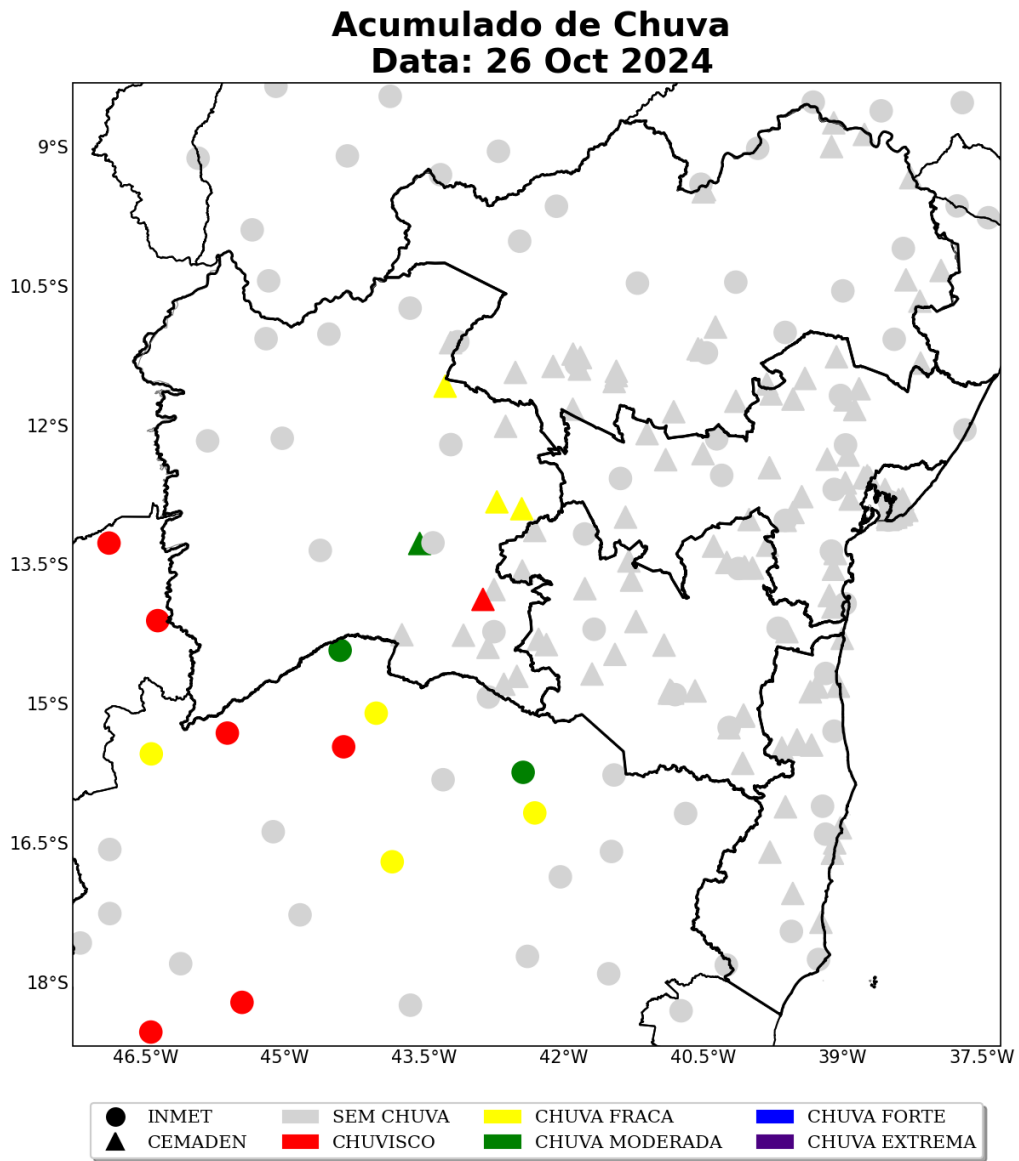 Acumulado de Chuva
Data: 26 Oct 2024
9°S
10.5°S
12°S
13.5°S
15°S
16.5°S
18°S
46.5°W 45°W 43.5°W 42°W 40.5°W 39°W 37.5°W
INMET SEM CHUVA CHUVA FRACA CHUVA FORTE
CEMADEN CHUVISCO CHUVA MODERADA CHUVA EXTREMA